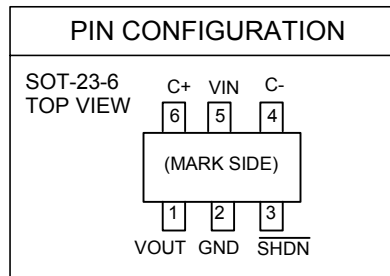 PIN CONFIGURATION
SOT-23-6
TOP VIEW
C+ VIN C-
6 5 4
(MARK SIDE)
1 2 3
VOUT GND SHDN